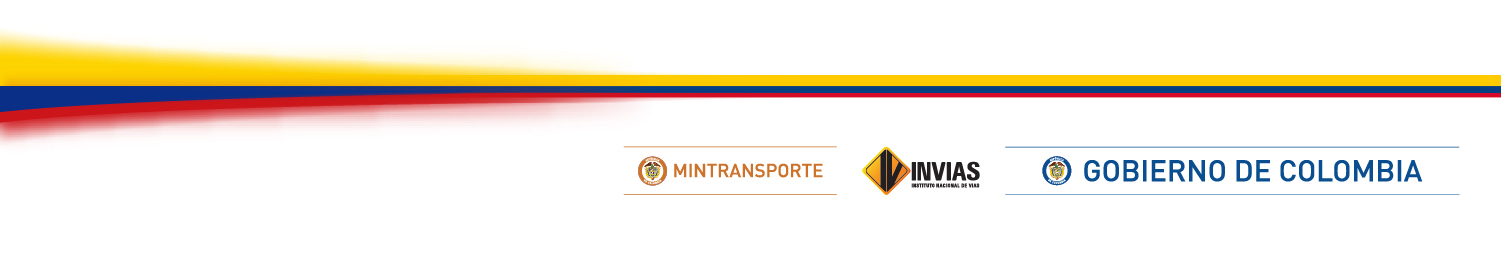 MINTRANSPORTE
INVIAS
INSTITUTO NACIONAL DE VIAS
GOBIERNO DE COLOMBIA